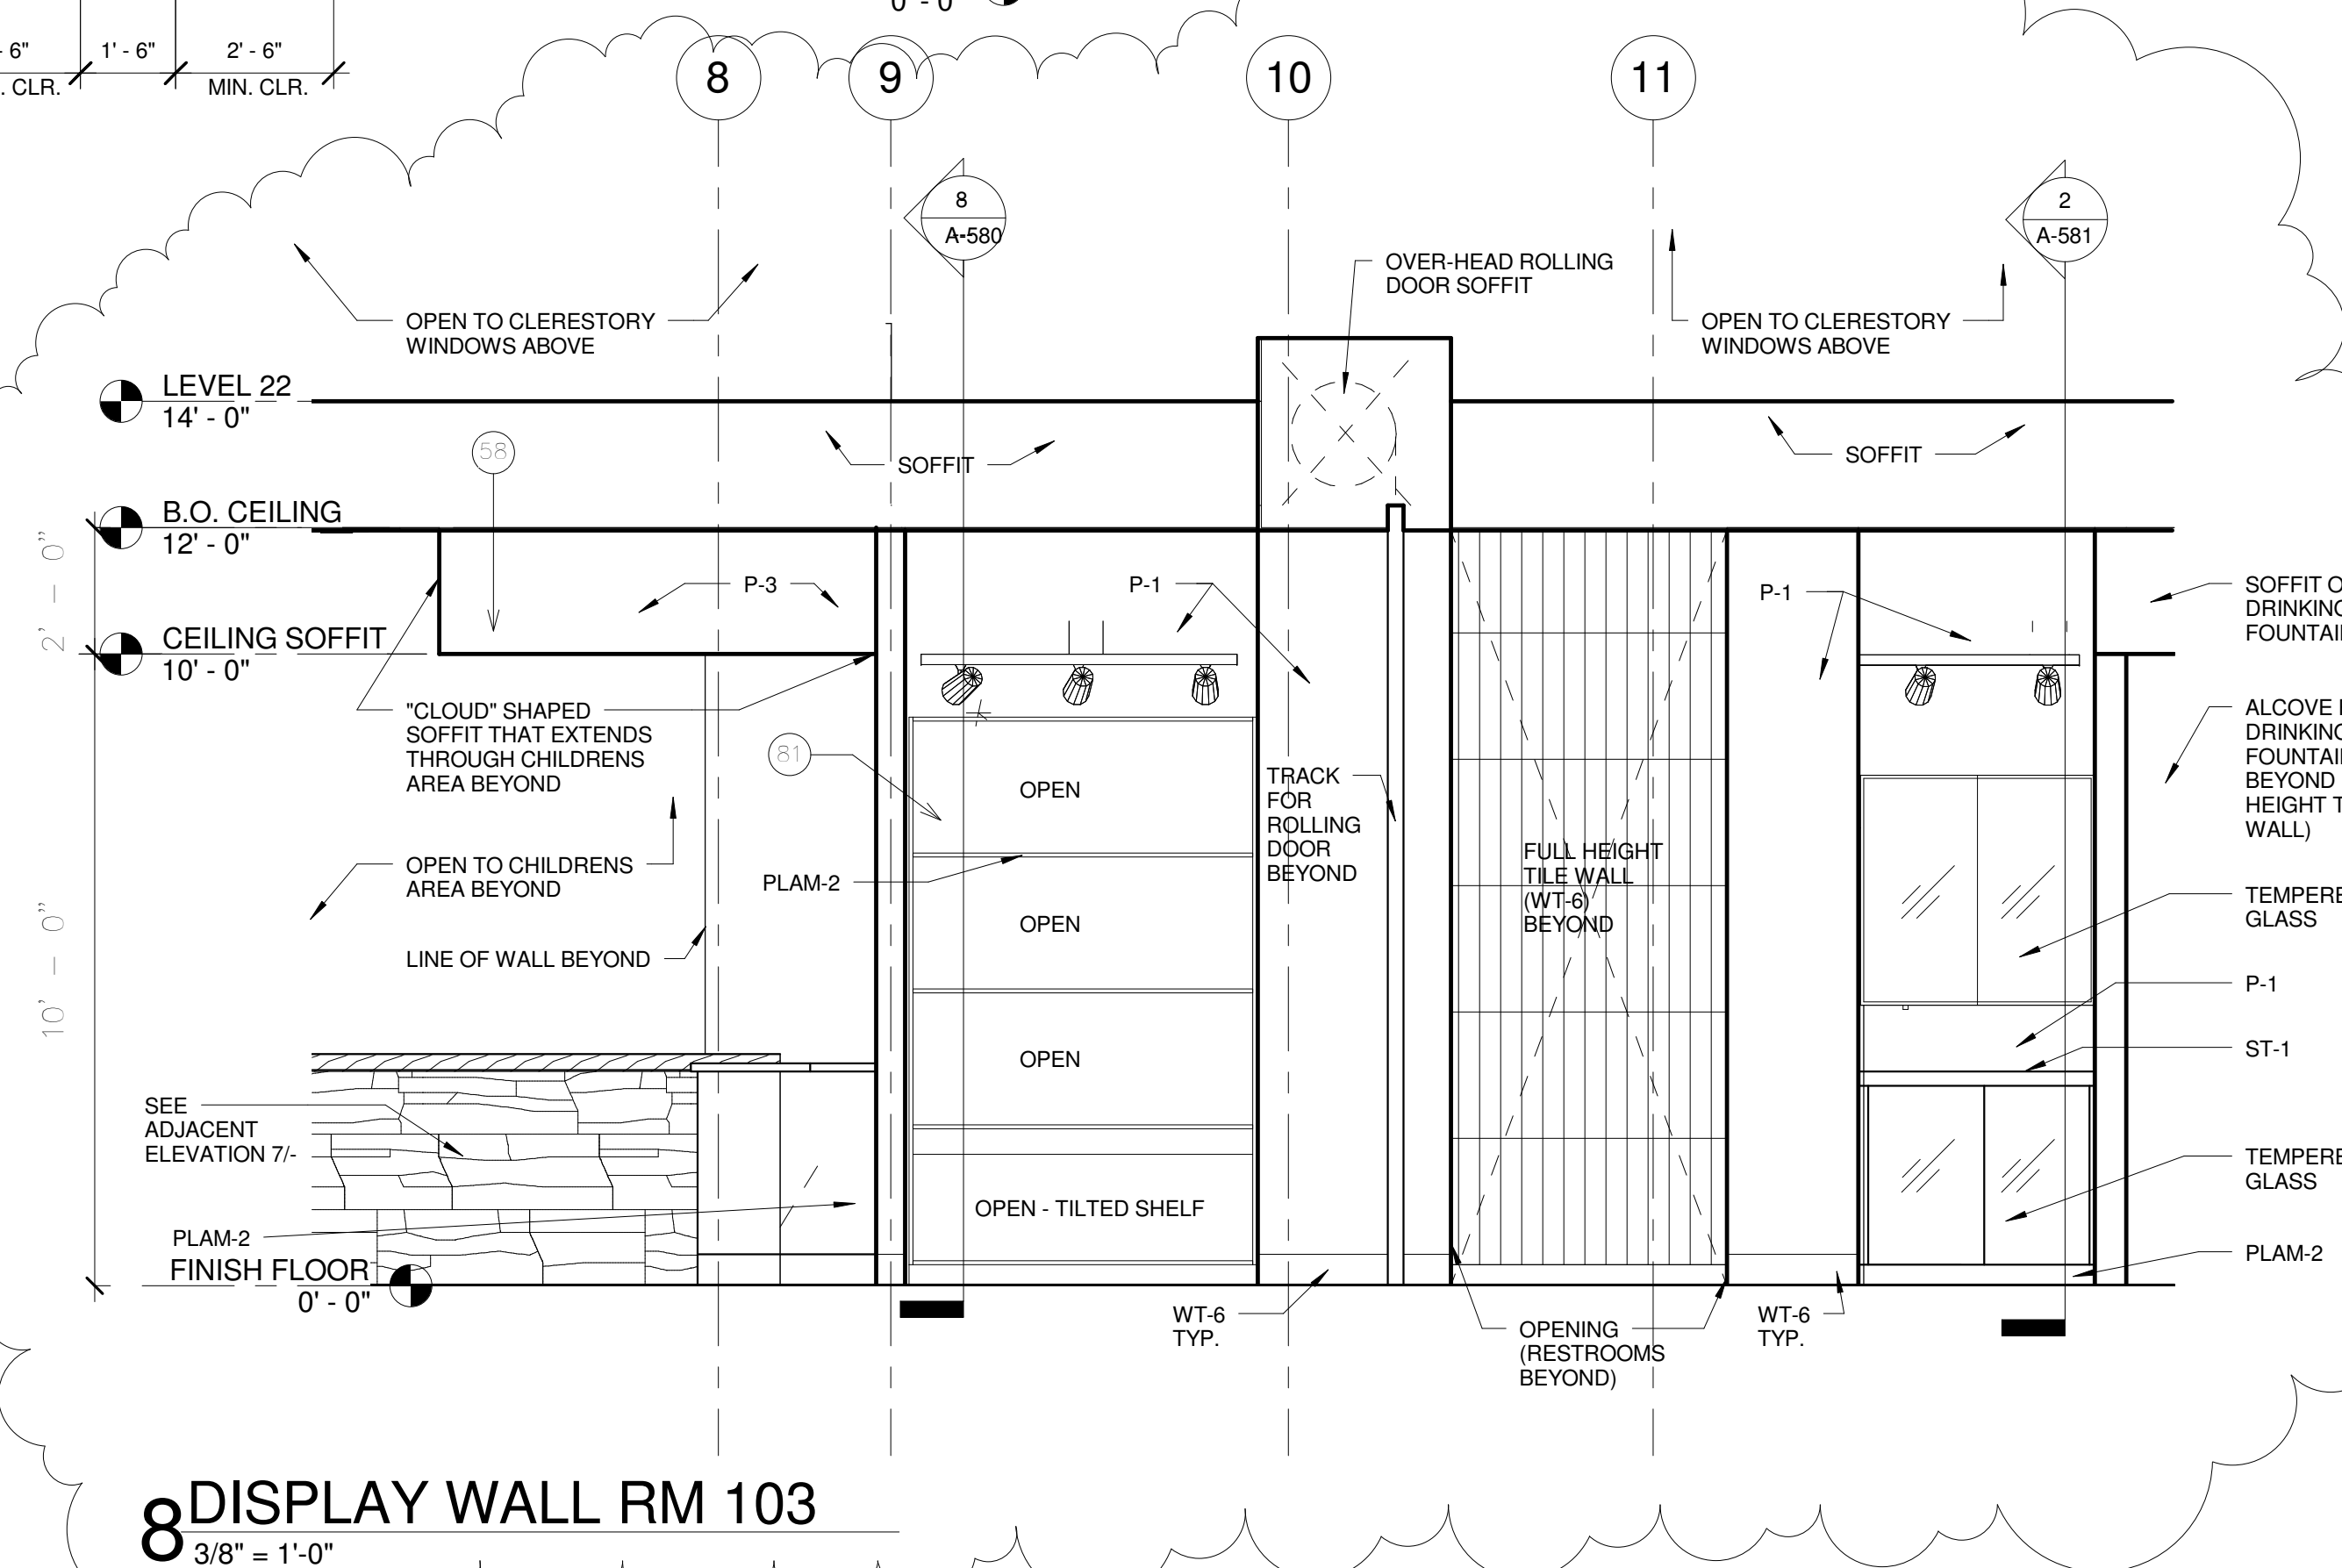 0' - 0"
- 6"
1' - 6"
2' - 6"
. CLR.
MIN. CLR.
8
9
10
11
8
A-580
2
A-581
OVER-HEAD ROLLING
DOOR SOFFIT
OPEN TO CLERESTORY
WINDOWS ABOVE
OPEN TO CLERESTORY
WINDOWS ABOVE
LEVEL 22
14' - 0"
58
SOFFIT
SOFFIT
B.O. CEILING
12' - 0"
2' - 0"
P-3
P-1
P-1
SOFFIT O
DRINKING
FOUNTAI
CEILING SOFFIT
10' - 0"
"CLOUD" SHAPED
SOFFIT THAT EXTENDS
THROUGH CHILDRENS
AREA BEYOND
81
OPEN
TRACK
FOR
ROLLING
DOOR
BEYOND
ALCOVE
DRINKING
FOUNTAI
BEYOND
HEIGHT T
WALL)
OPEN TO CHILDRENS
AREA BEYOND
PLAM-2
FULL HEIGHT
TILE WALL
(WT-6)
BEYOND
OPEN
TEMPERE
GLASS
10' - 0"
LINE OF WALL BEYOND
P-1
OPEN
ST-1
SEE
ADJACENT
ELEVATION 7/-
TEMPERE
GLASS
OPEN - TILTED SHELF
PLAM-2
PLAM-2
FINISH FLOOR
0' - 0"
WT-6
TYP.
OPENING
(RESTROOMS
BEYOND)
WT-6
TYP.
8
DISPLAY WALL RM 103
3/8" = 1'-0"